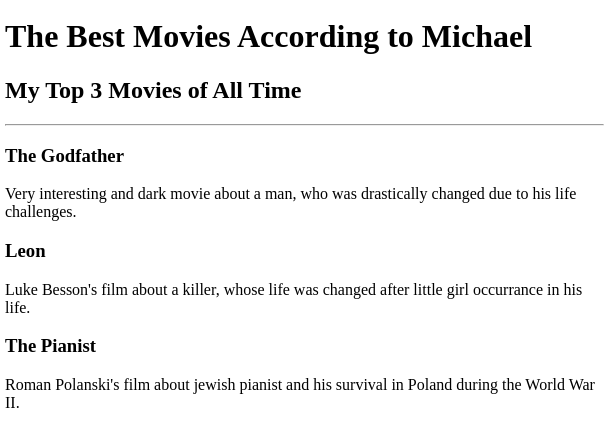 The Best Movies According to Michael
My Top 3 Movies of All Time
The Godfather
Very interesting and dark movie about a man, who was drastically changed due to his life
challenges.
Leon
Luke Besson's film about a killer, whose life was changed after little girl occurrance in his
life.
The Pianist
Roman Polanski's film about jewish pianist and his survival in Poland during the World War
II.